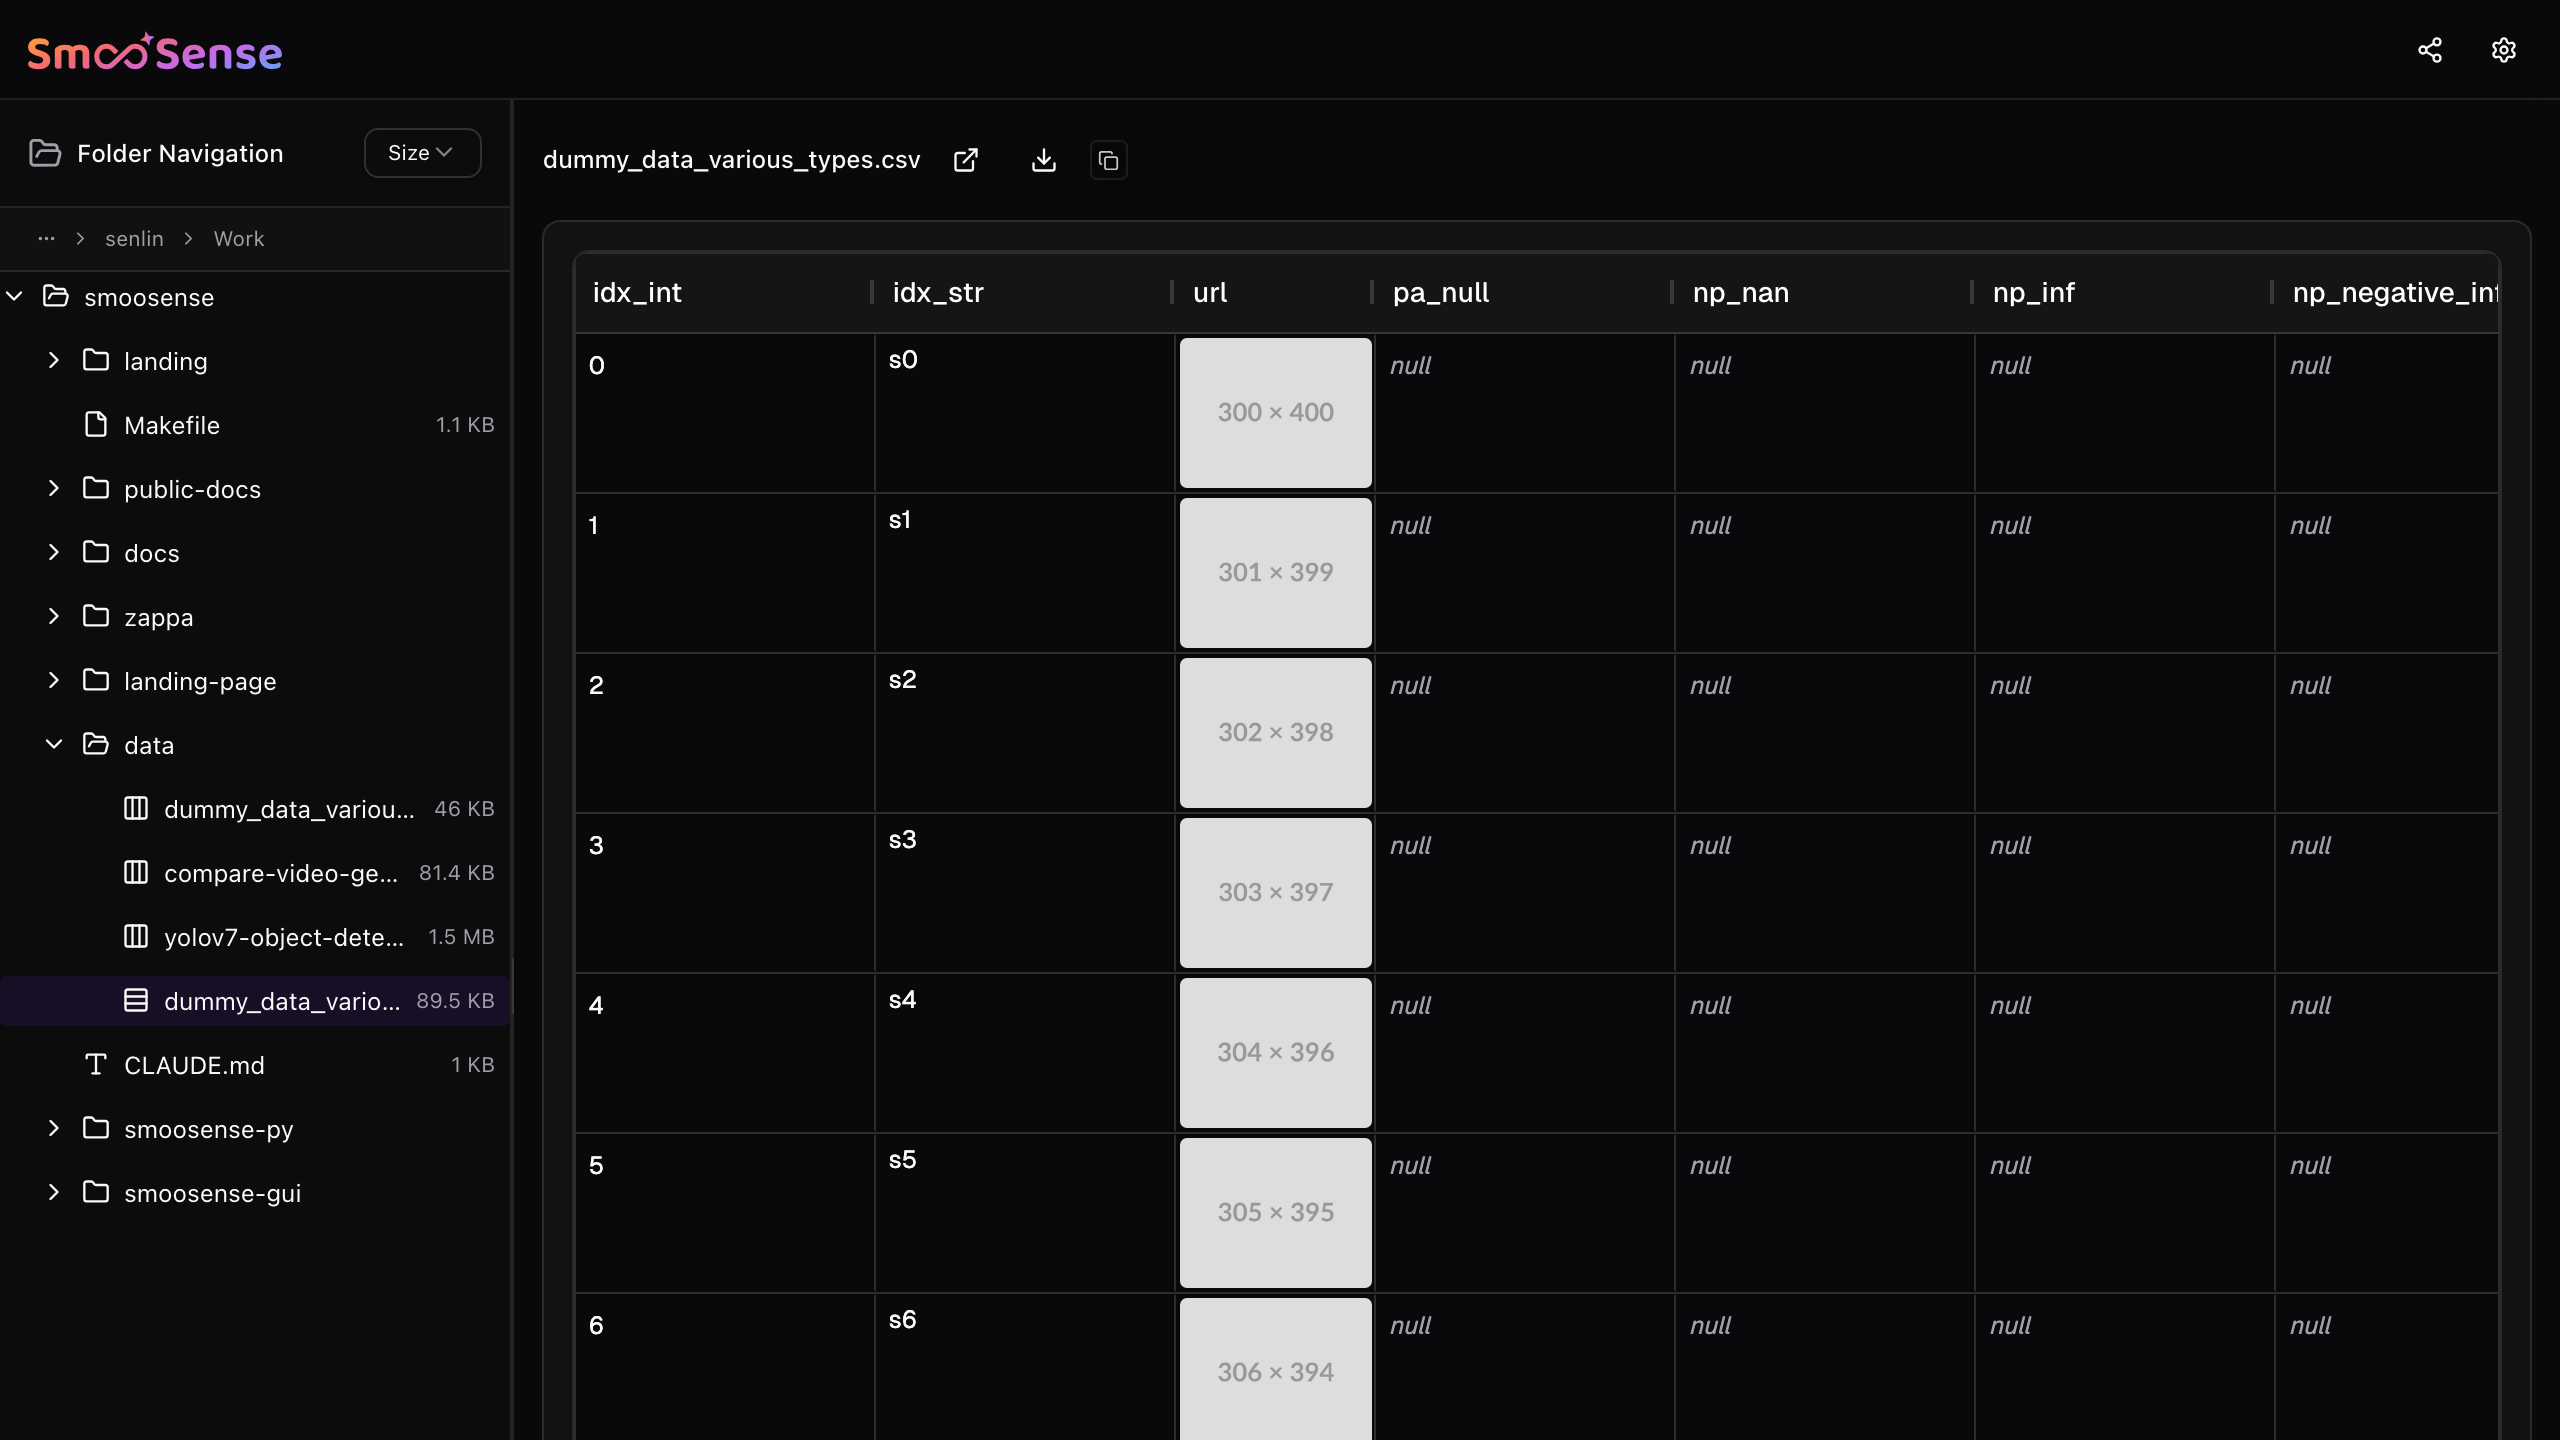 SmooSense
Folder Navigation
Size
... > senlin > Work
smoosense
landing
Makefile 1.1 KB
public-docs
docs
zappa
landing-page
data
dummy_data_variou... 46 KB
compare-video-ge... 81.4 KB
yolov7-object-dete... 1.5 MB
dummy_data_vario... 89.5 KB
CLAUDE.md 1 KB
smoosense-py
smoosense-gui
dummy_data_various_types.csv
idx_int idx_str url pa_null np_nan np_inf np_negative_inf
0 s0 300 × 400 null null null null
1 s1 301 × 399 null null null null
2 s2 302 × 398 null null null null
3 s3 303 × 397 null null null null
4 s4 304 × 396 null null null null
5 s5 305 × 395 null null null null
6 s6 306 × 394 null null null null